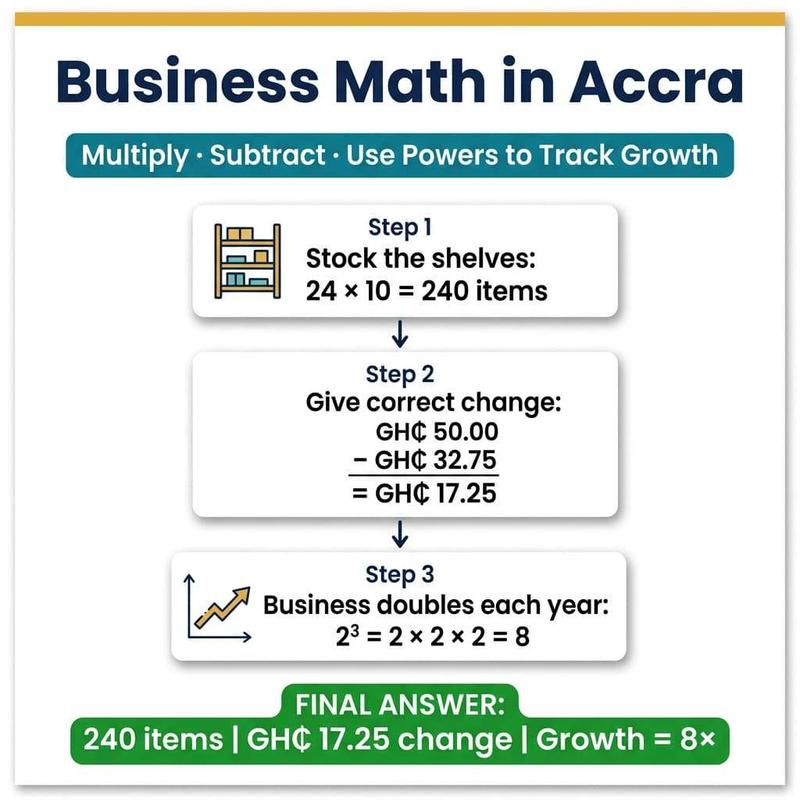 Business Math in Accra
Multiply · Subtract · Use Powers to Track Growth
Step 1
Stock the shelves:
24 × 10 = 240 items
Step 2
Give correct change:
GH₵ 50.00
− GH₵ 32.75
= GH₵ 17.25
Step 3
Business doubles each year:
2³ = 2 × 2 × 2 = 8
FINAL ANSWER:
240 items | GH₵ 17.25 change | Growth = 8×